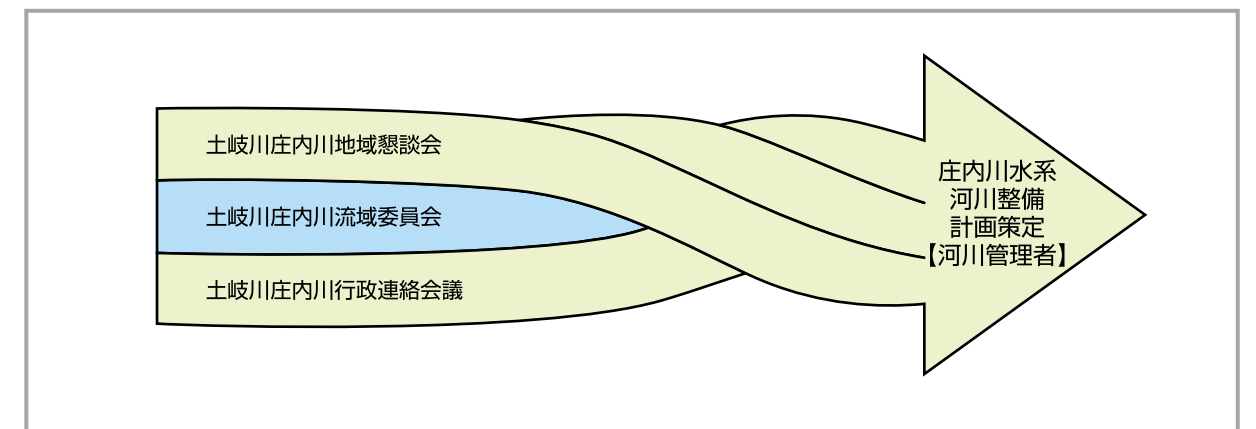 土岐川庄内川地域懇談会
土岐川庄内川流域委員会
土岐川庄内川行政連絡会議
庄内川水系
河川整備
計画策定
【河川管理者】